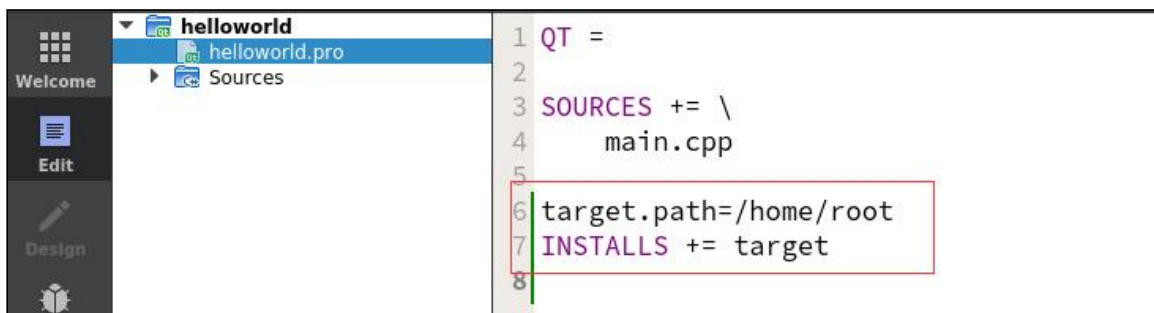 Welcome
Edit
Design
helloworld
helloworld.pro
Sources
1 QT =
2
3 SOURCES += \
4 main.cpp
5
6 target.path=/home/root
7 INSTALLS += target
8